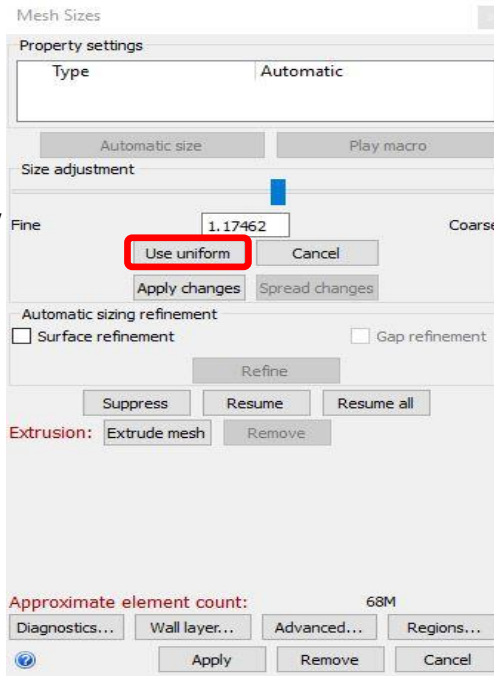 Mesh Sizes
Property settings
Type Automatic
Automatic size Play macro
Size adjustment
Fine 1.17462 Coarse
Use uniform Cancel
Apply changes Spread changes
Automatic sizing refinement
Surface refinement Gap refinement
Refine
Suppress Resume Resume all
Extrusion: Extrude mesh Remove
Approximate element count: 68M
Diagnostics... Wall layer... Advanced... Regions...
Apply Remove Cancel